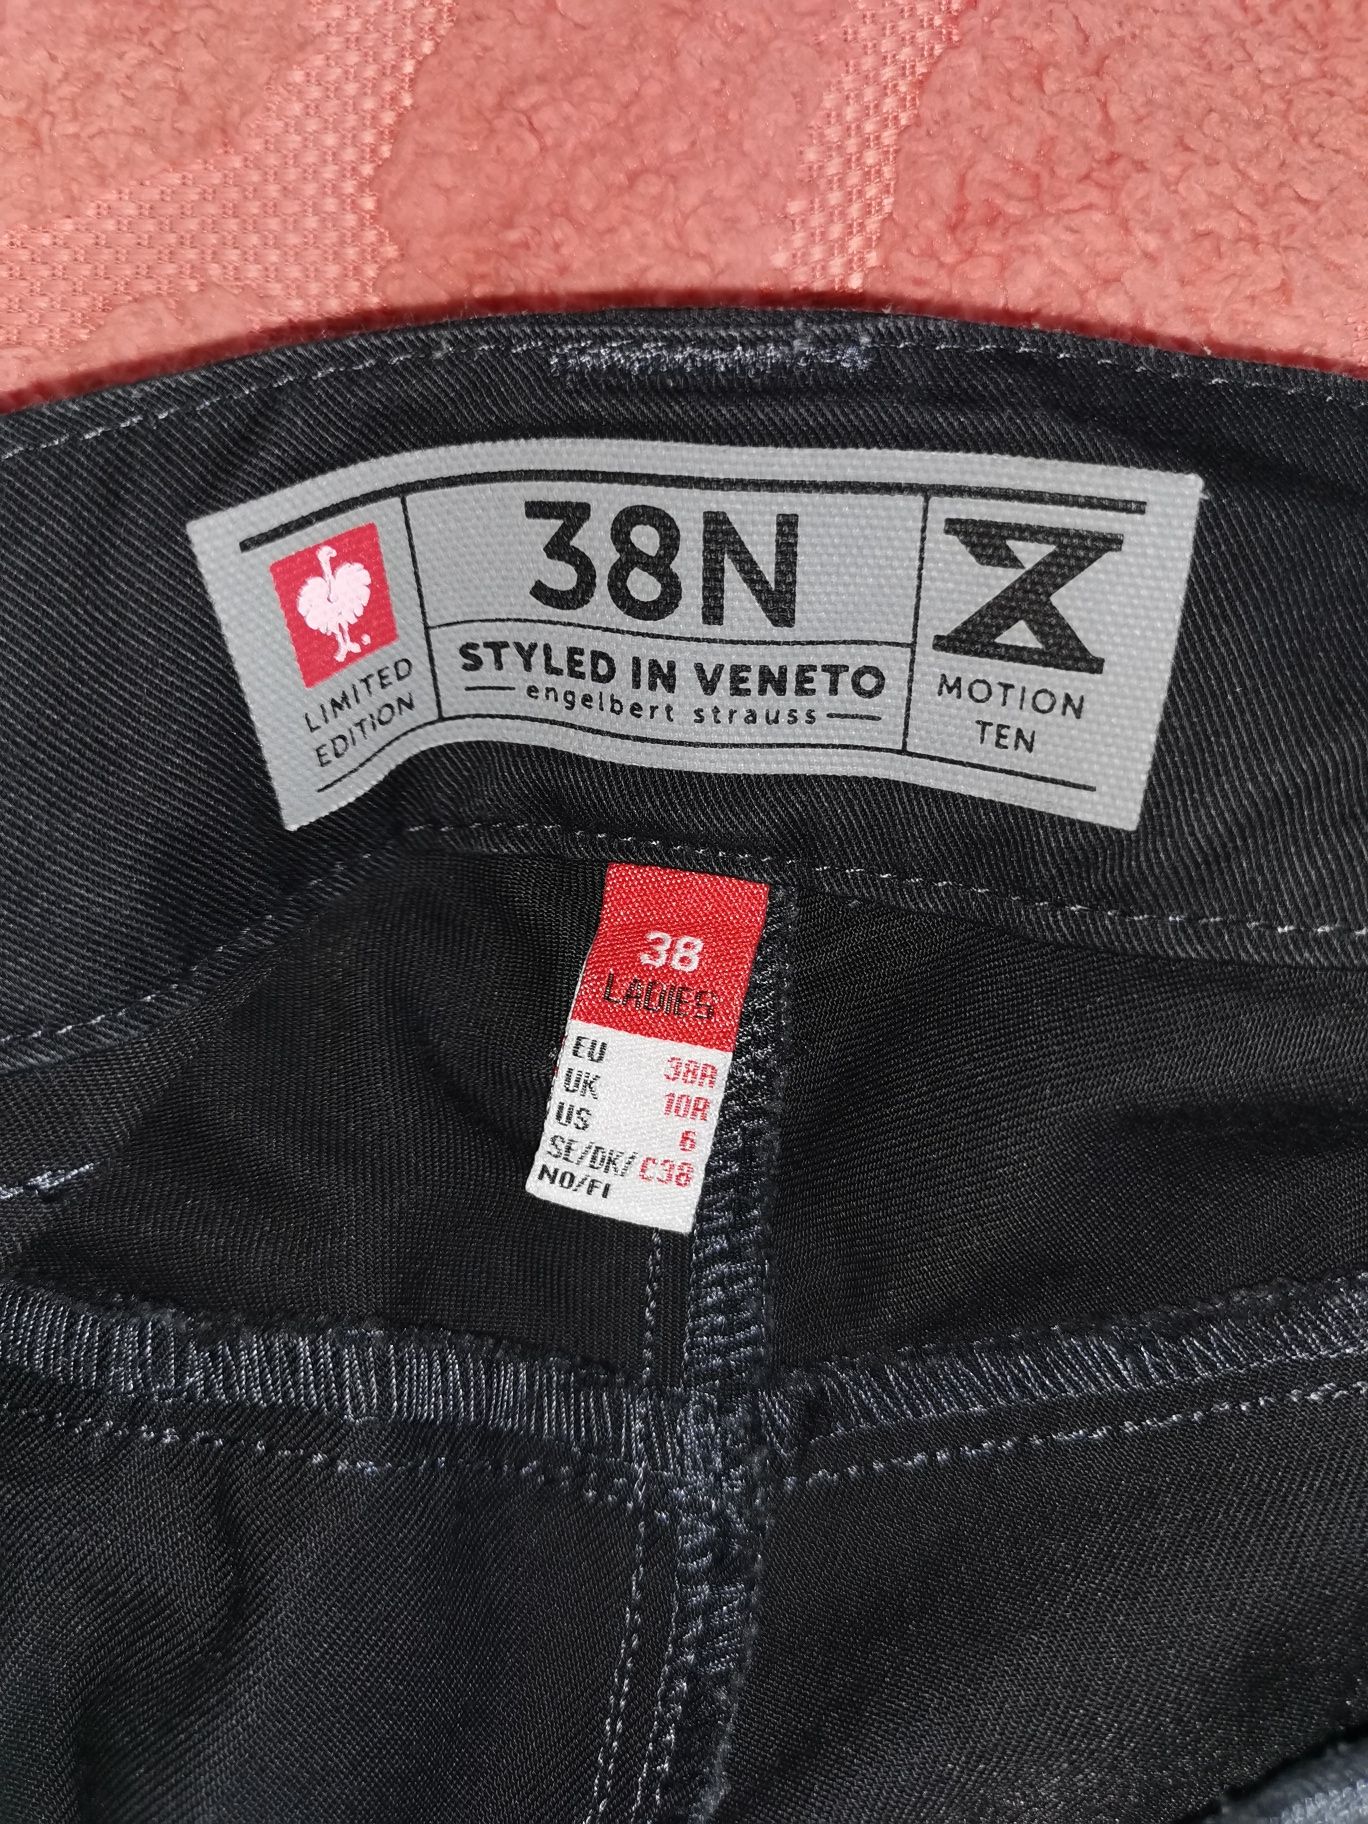 38N
STYLED IN VENETO
engelbert strauss
LIMITED
EDITION
MOTION
TEN
38
LADIES
EU 38R
UK 10R
US 6
SE/DK/ C38
NO/FI